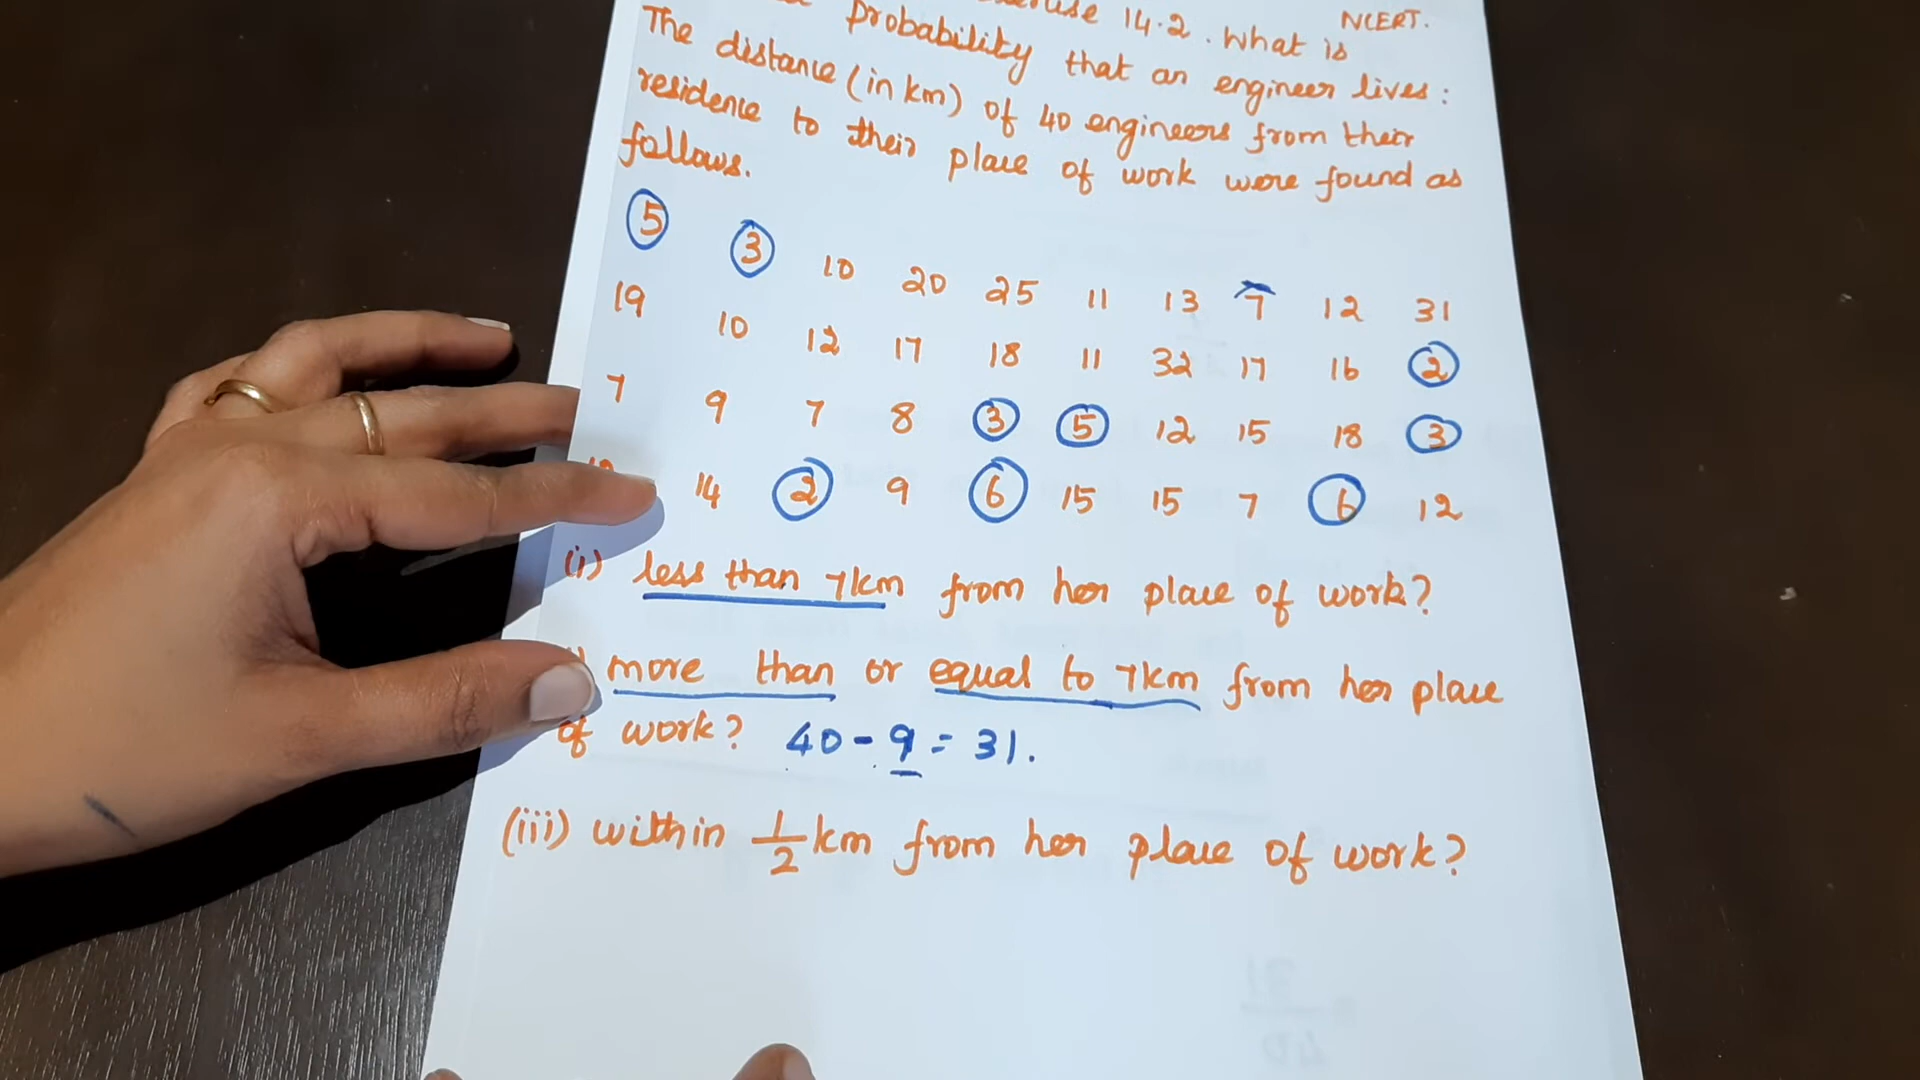 14.2. What is NCERT.
probability that an engineer lives:
The distance (in km) of 40 engineers from their
residence to their place of work were found as
follows.
5 3 10 20 25 11 13 7 12 31
19 10 12 17 18 11 32 17 16 2
7 9 7 8 3 5 12 15 18 3
14 2 9 6 15 15 7 6 12
(i) less than 7km from her place of work?
more than or equal to 7km from her place
of work? 40 - 9 = 31.
(iii) within 1/2 km from her place of work?